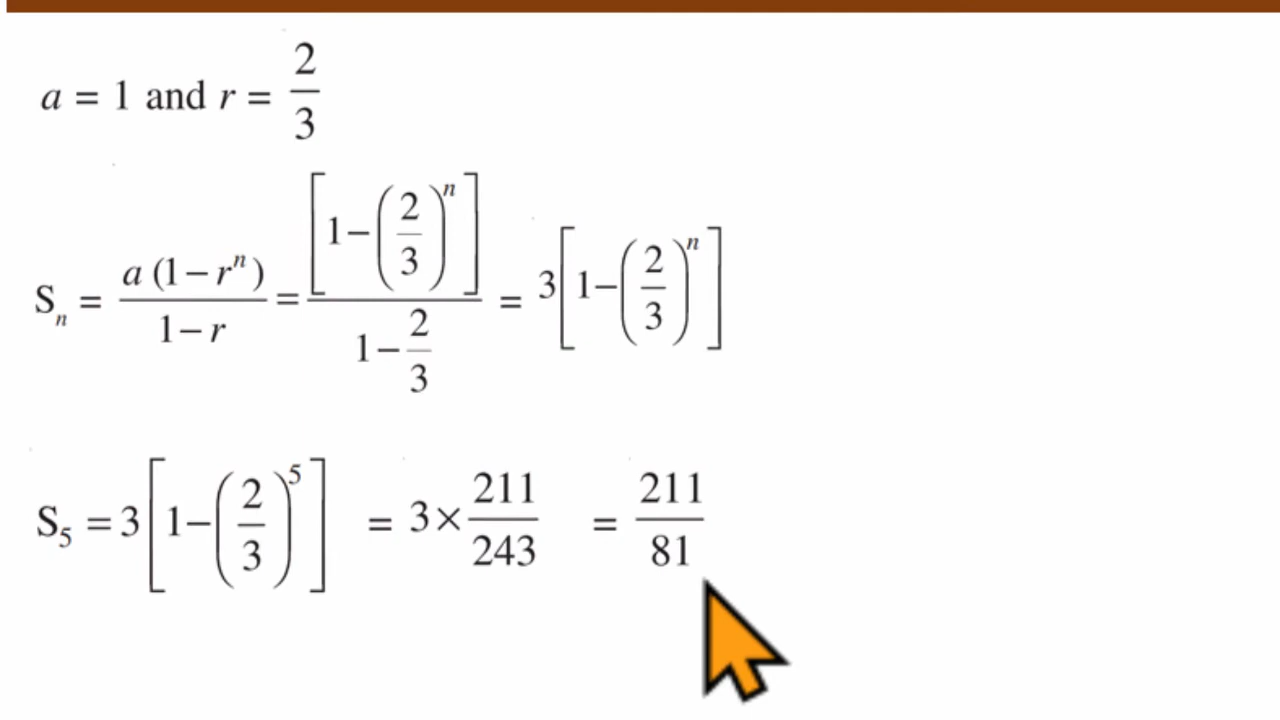 a = 1 and r = 2/3
Sₙ = a (1 − rⁿ) / 1 − r = [1 − (2/3)ⁿ] / 1 − 2/3 = 3[1 − (2/3)ⁿ]
S₅ = 3[1 − (2/3)⁵] = 3 × 211/243 = 211/81